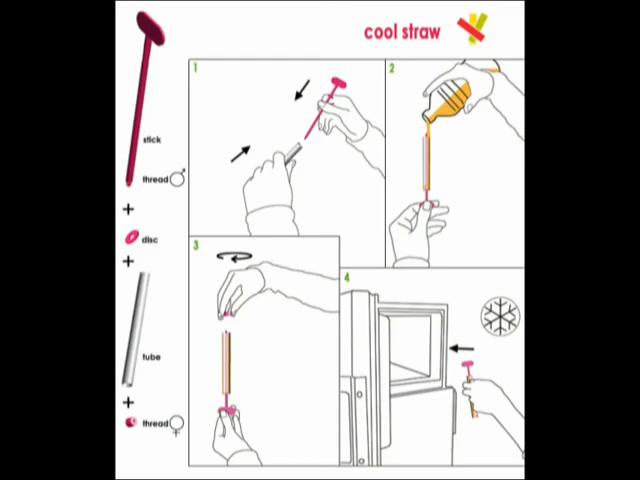 cool straw
1
2
stick
thread
+
disc
+
tube
+
thread
3
4